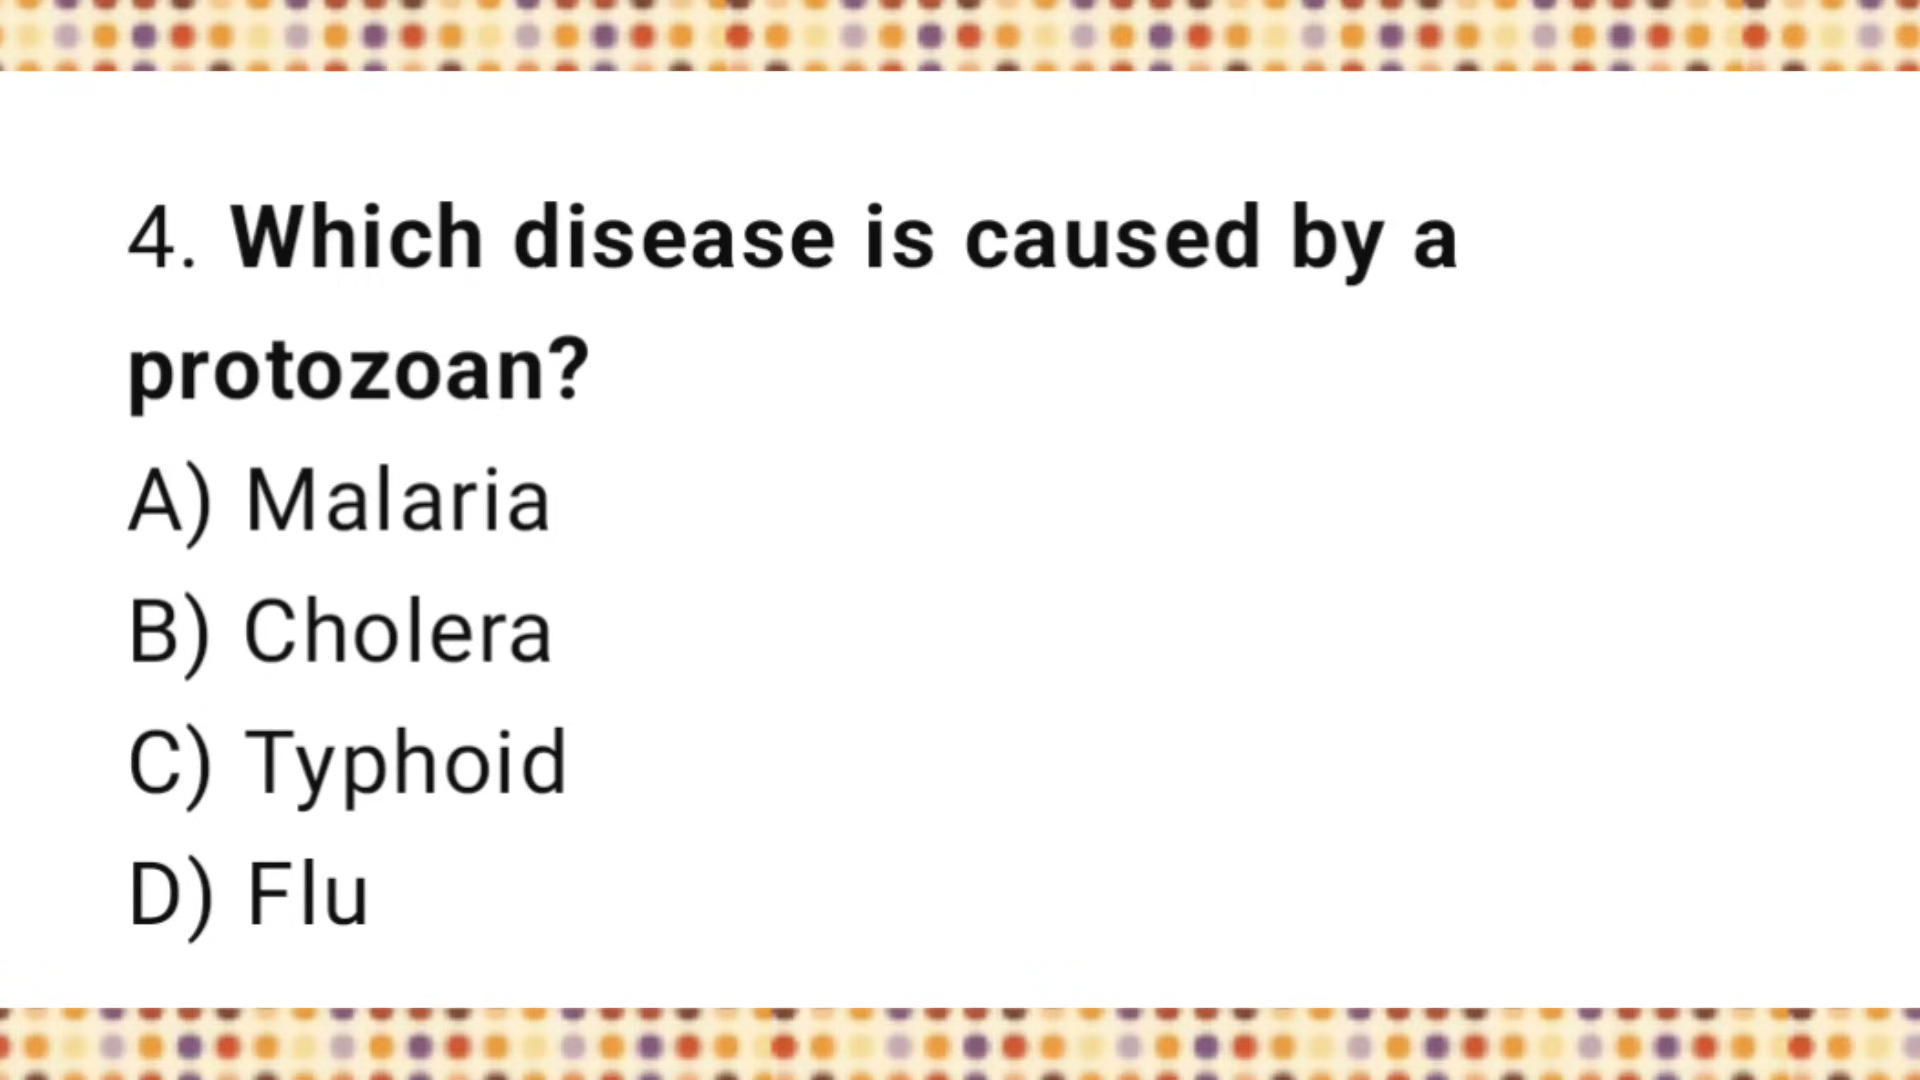 4. Which disease is caused by a
protozoan?
A) Malaria
B) Cholera
C) Typhoid
D) Flu